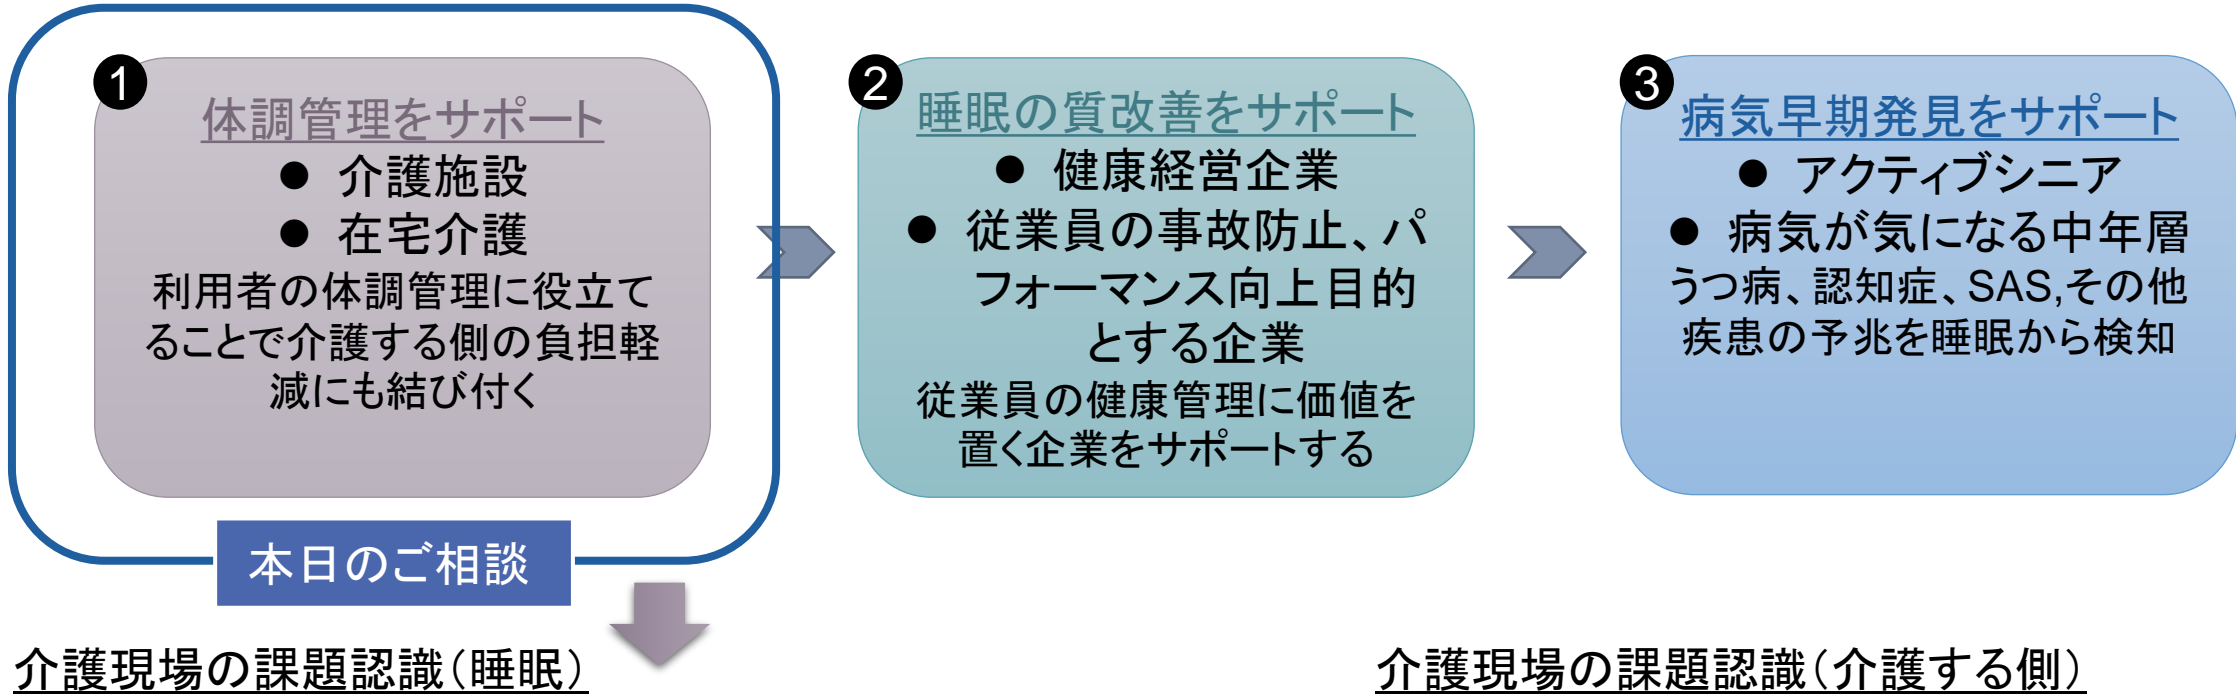 1
体調管理をサポート
● 介護施設
● 在宅介護
利用者の体調管理に役立て
ることで介護する側の負担軽
減にも結び付く
2
睡眠の質改善をサポート
● 健康経営企業
● 従業員の事故防止、パ
フォーマンス向上目的
とする企業
従業員の健康管理に価値を
置く企業をサポートする
3
病気早期発見をサポート
● アクティブシニア
● 病気が気になる中年層
うつ病、認知症、SAS,その他
疾患の予兆を睡眠から検知
本日のご相談
介護現場の課題認識（睡眠）
介護現場の課題認識（介護する側）